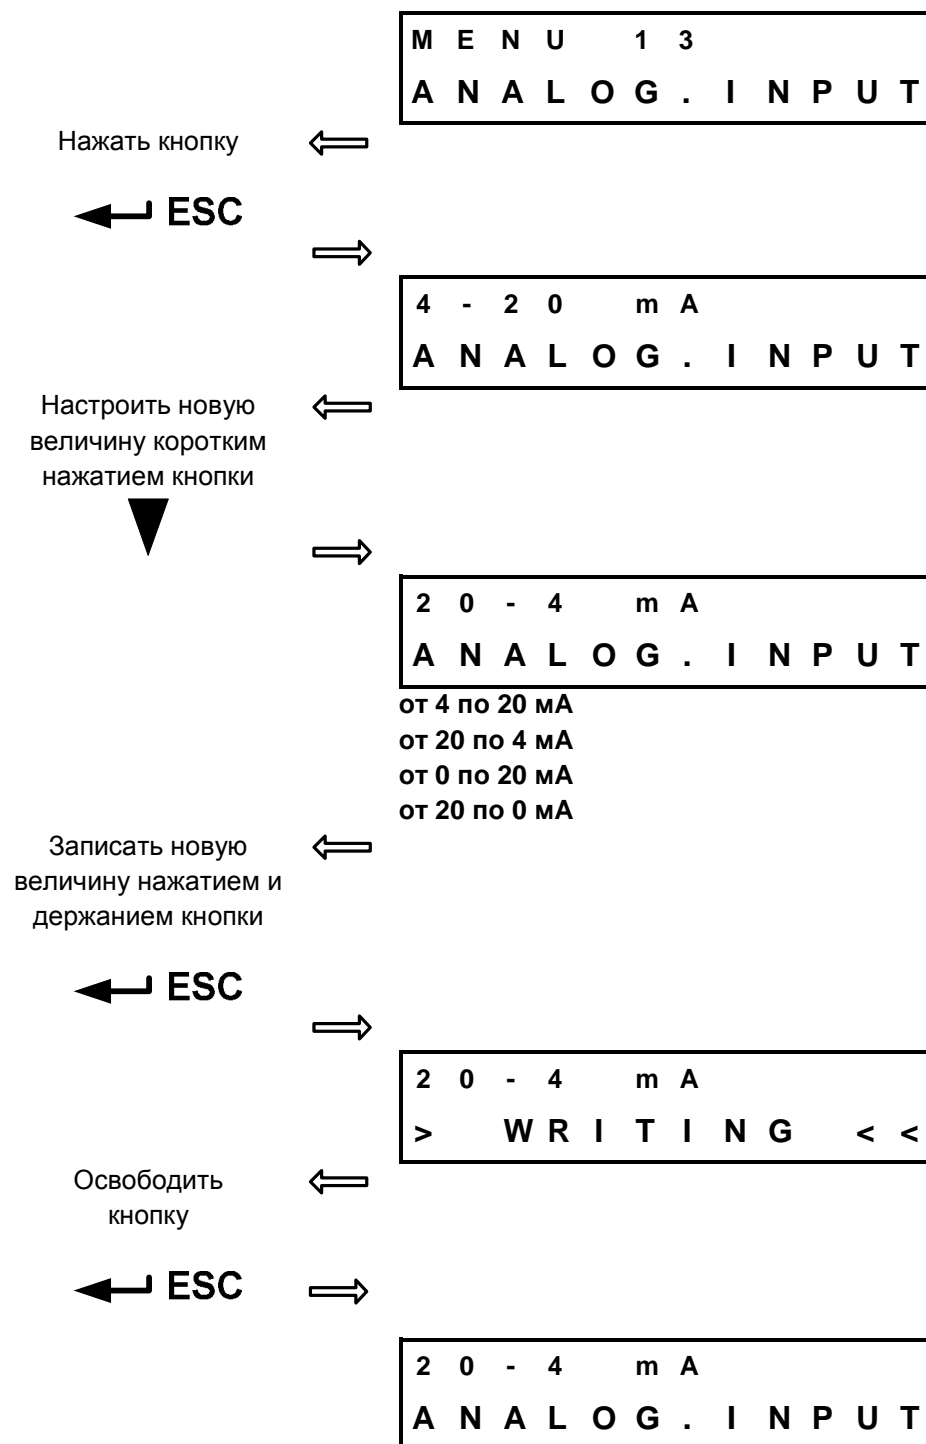 MENU 13
ANALOG.INPUT
Нажать кнопку
ESC
4-20 mA
ANALOG.INPUT
Настроить новую
величину коротким
нажатием кнопки
20-4 mA
ANALOG.INPUT
от 4 по 20 мА
от 20 по 4 мА
от 0 по 20 мА
от 20 по 0 мА
Записать новую
величину нажатием и
держанием кнопки
ESC
20-4 mA
> WRITING <<
Освободить
кнопку
ESC
20-4 mA
ANALOG.INPUT